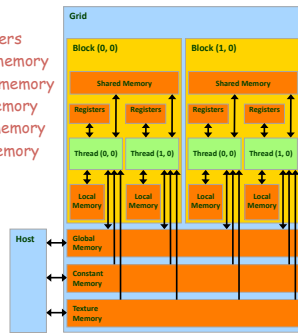 ers
memory
memory
emory
memory
emory
Grid
Block (0, 0)
Block (1, 0)
Shared Memory
Shared Memory
Registers
Registers
Registers
Registers
Thread (0, 0)
Thread (1, 0)
Thread (0, 0)
Thread (1, 0)
Local
Memory
Local
Memory
Local
Memory
Local
Memory
Host
Global
Memory
Constant
Memory
Texture
Memory